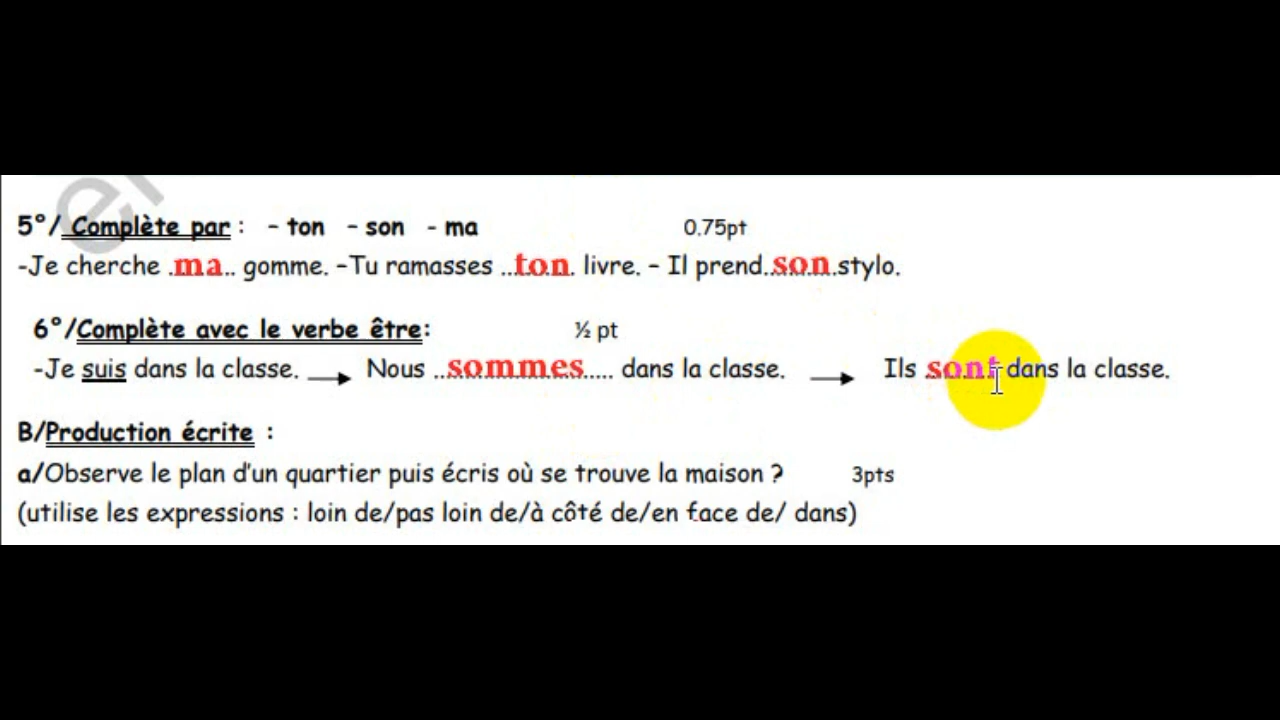 5°/ Complète par : - ton - son - ma 0.75pt
-Je cherche .ma.. gomme. -Tu ramasses ...ton. livre. - Il prend..son.stylo.
6°/Complète avec le verbe être: ½ pt
-Je suis dans la classe. → Nous ..sommes..... dans la classe. → Ils sont dans la classe.
B/Production écrite :
a/Observe le plan d'un quartier puis écris où se trouve la maison ? 3pts
(utilise les expressions : loin de/pas loin de/à côté de/en face de/ dans)